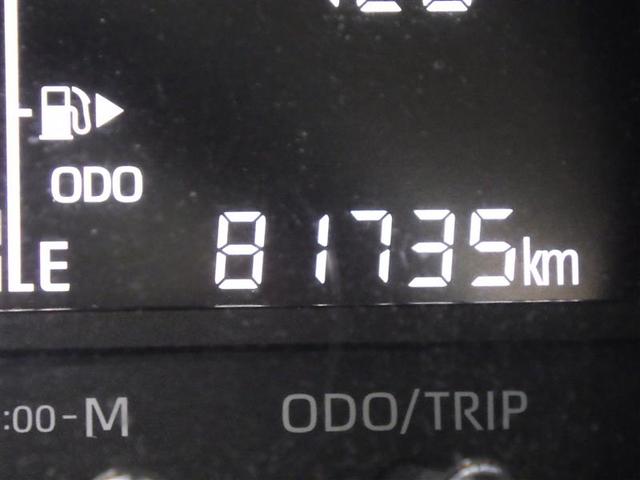 ODO
81735km
LE
:00-M
ODO/TRIP